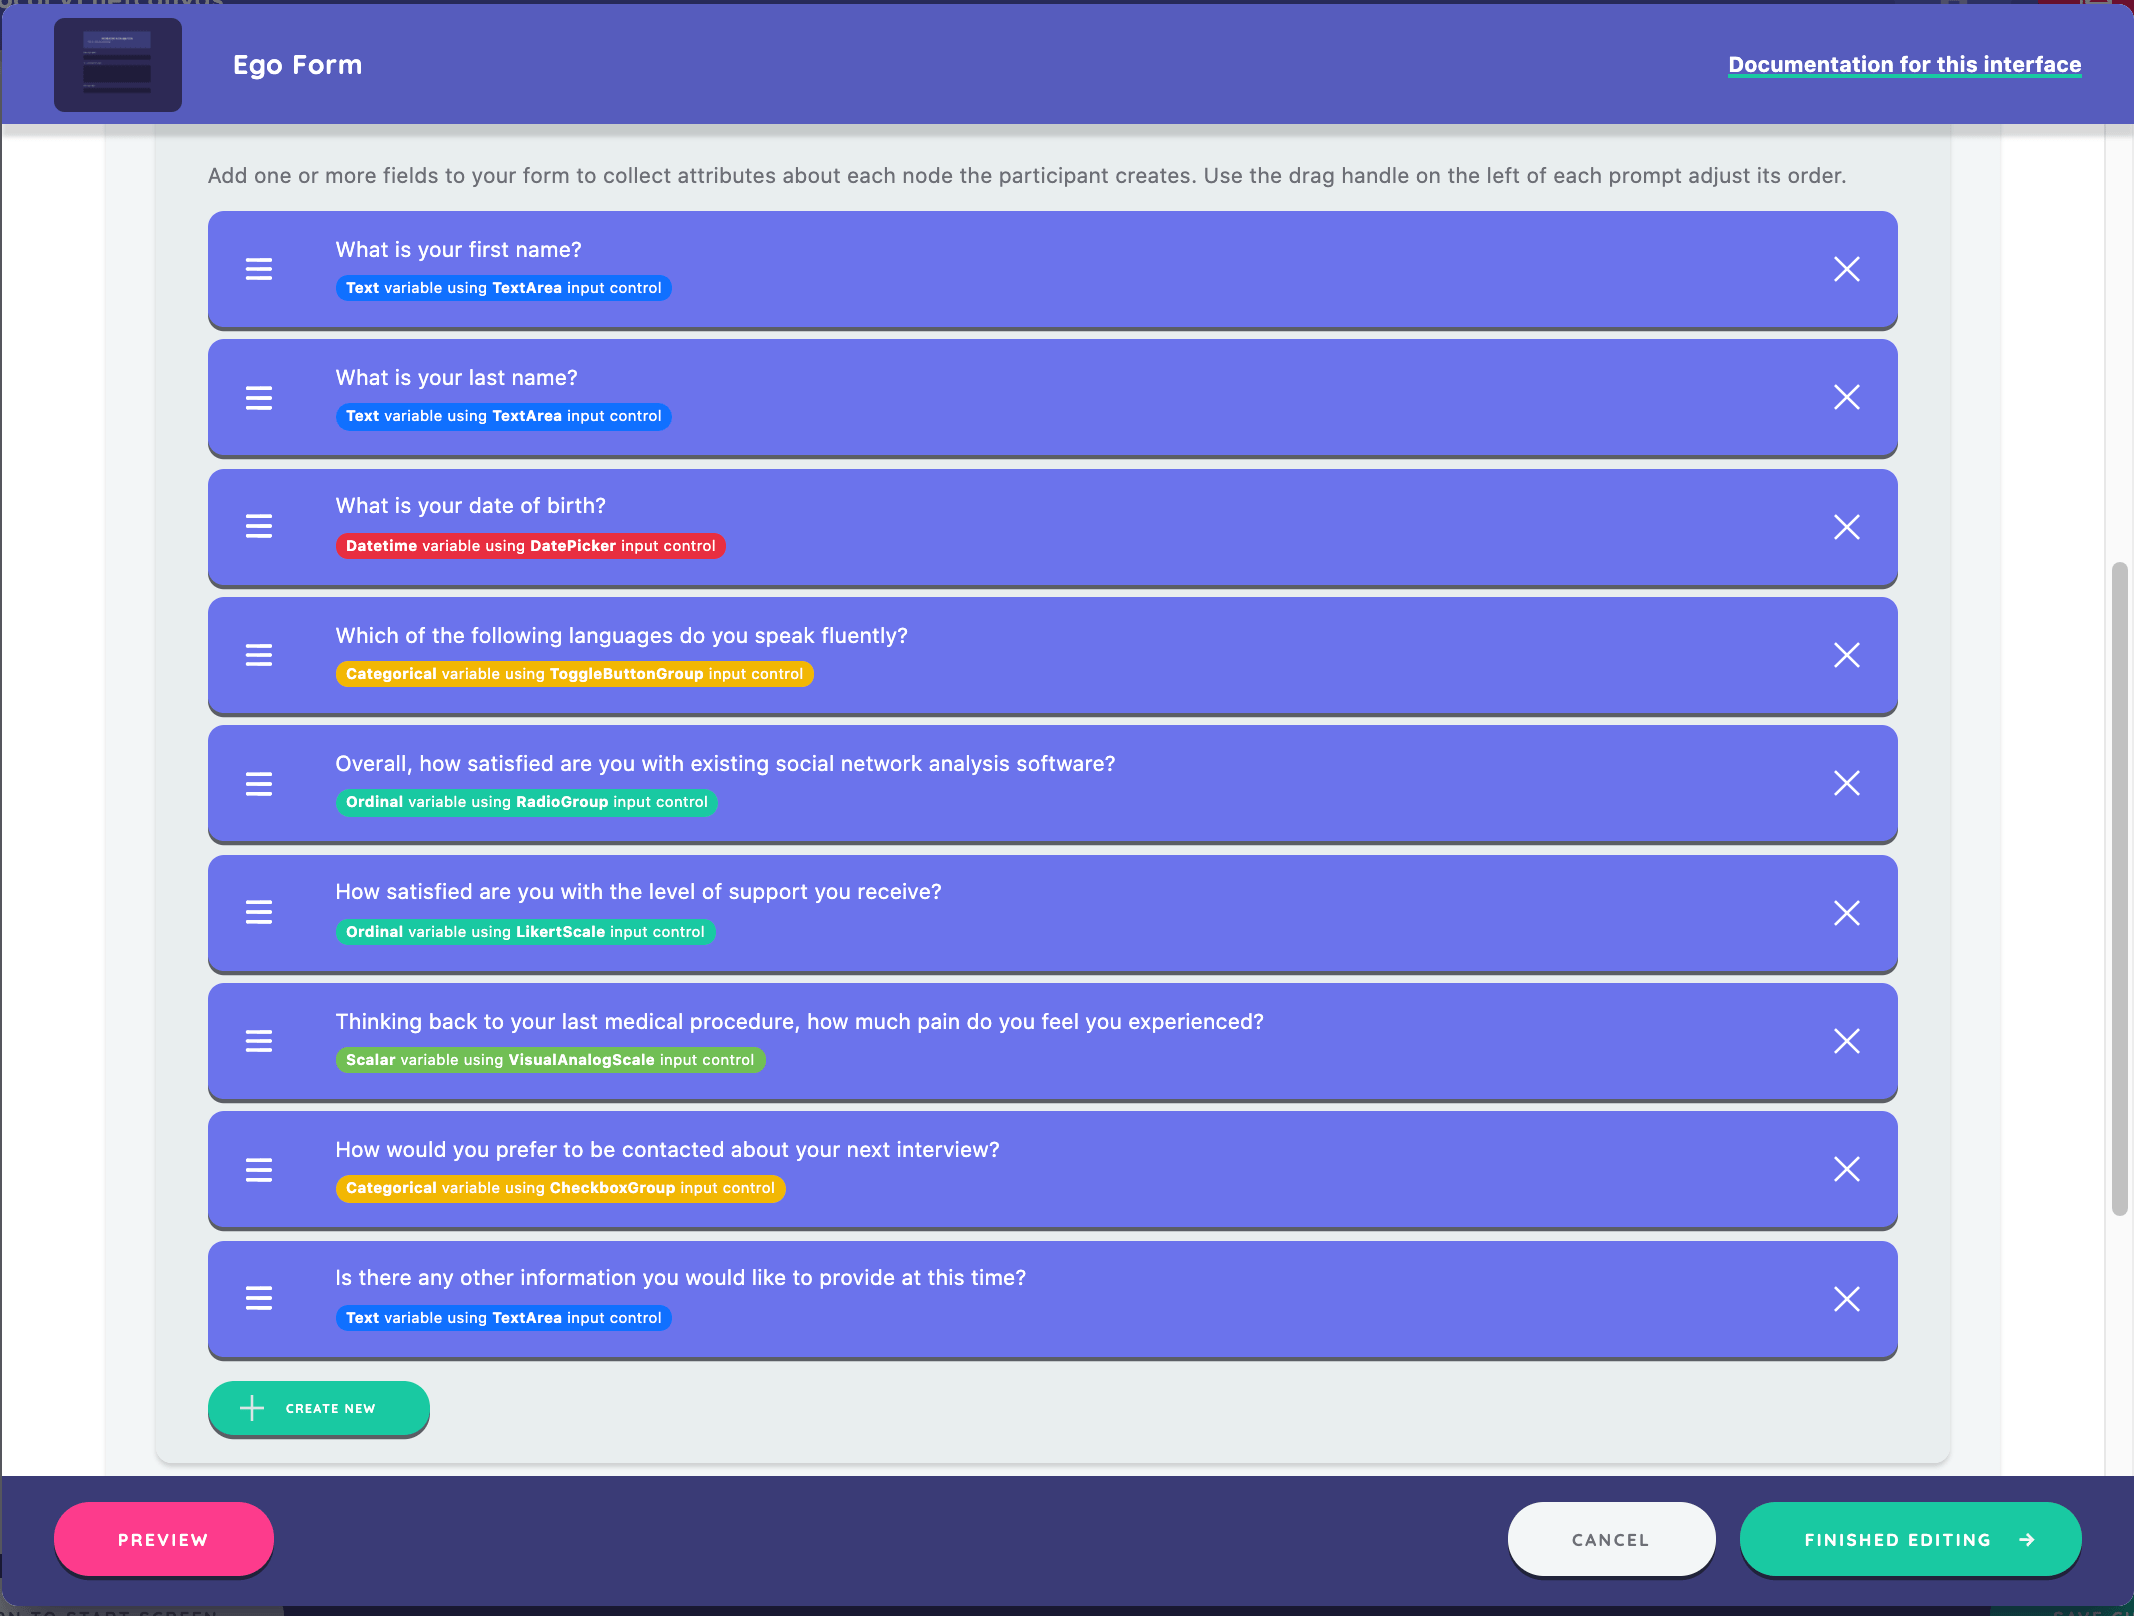 Ego Form
Documentation for this interface
Add one or more fields to your form to collect attributes about each node the participant creates. Use the drag handle on the left of each prompt adjust its order.
What is your first name?
Text variable using TextArea input control
What is your last name?
Text variable using TextArea input control
What is your date of birth?
Datetime variable using DatePicker input control
Which of the following languages do you speak fluently?
Categorical variable using ToggleButtonGroup input control
Overall, how satisfied are you with existing social network analysis software?
Ordinal variable using RadioGroup input control
How satisfied are you with the level of support you receive?
Ordinal variable using LikertScale input control
Thinking back to your last medical procedure, how much pain do you feel you experienced?
Scalar variable using VisualAnalogScale input control
How would you prefer to be contacted about your next interview?
Categorical variable using CheckboxGroup input control
Is there any other information you would like to provide at this time?
Text variable using TextArea input control
CREATE NEW
PREVIEW
CANCEL
FINISHED EDITING